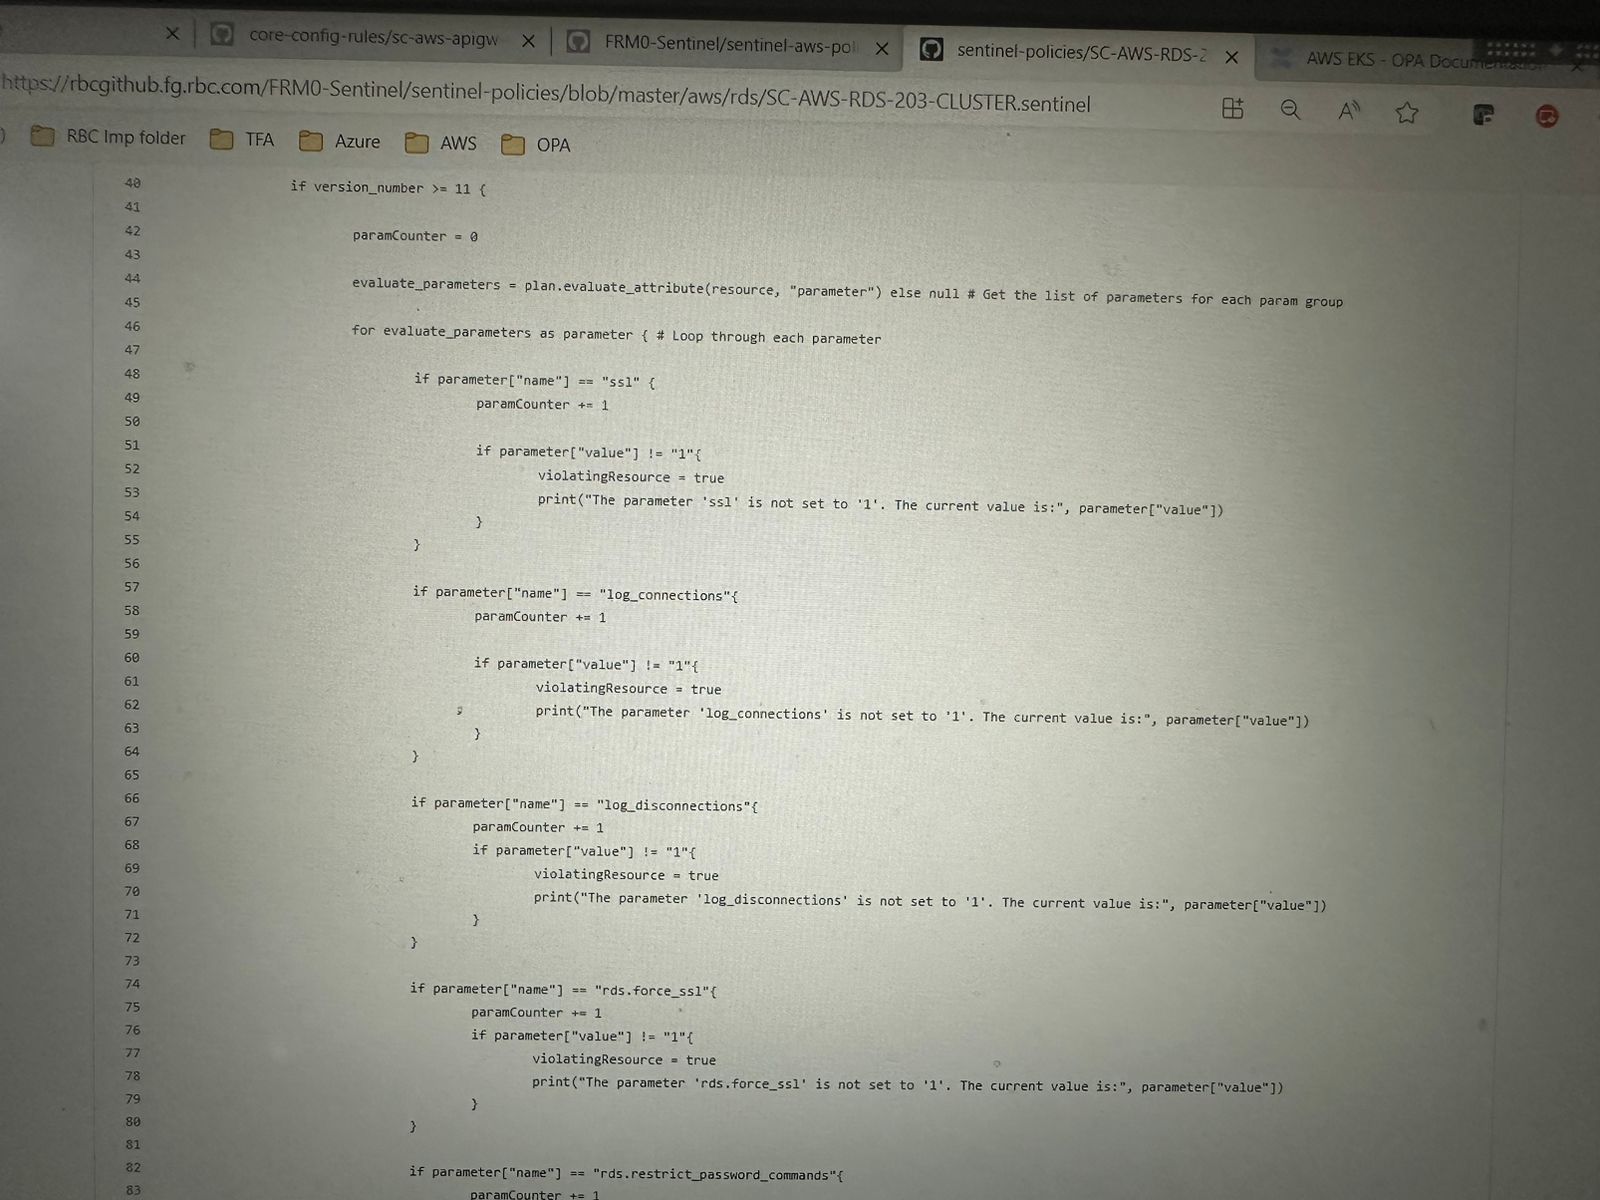 core-config-rules/sc-aws-apigw
FRM0-Sentinel/sentinel-aws-pol
sentinel-policies/SC-AWS-RDS-2
AWS EKS - OPA Documentation
https://rbcgithub.fg.rbc.com/FRM0-Sentinel/sentinel-policies/blob/master/aws/rds/SC-AWS-RDS-203-CLUSTER.sentinel
RBC Imp folder TFA Azure AWS OPA
40 if version_number >= 11 {
41
42 paramCounter = 0
43
44 evaluate_parameters = plan.evaluate_attribute(resource, "parameter") else null # Get the list of parameters for each param group
45
46 for evaluate_parameters as parameter { # Loop through each parameter
47
48 if parameter["name"] == "ssl" {
49 paramCounter += 1
50
51 if parameter["value"] != "1"{
52 violatingResource = true
53 print("The parameter 'ssl' is not set to '1'. The current value is:", parameter["value"])
54 }
55 }
56
57 if parameter["name"] == "log_connections"{
58 paramCounter += 1
59
60 if parameter["value"] != "1"{
61 violatingResource = true
62 print("The parameter 'log_connections' is not set to '1'. The current value is:", parameter["value"])
63 }
64 }
65
66 if parameter["name"] == "log_disconnections"{
67 paramCounter += 1
68 if parameter["value"] != "1"{
69 violatingResource = true
70 print("The parameter 'log_disconnections' is not set to '1'. The current value is:", parameter["value"])
71 }
72 }
73
74 if parameter["name"] == "rds.force_ssl"{
75 paramCounter += 1
76 if parameter["value"] != "1"{
77 violatingResource = true
78 print("The parameter 'rds.force_ssl' is not set to '1'. The current value is:", parameter["value"])
79 }
80 }
81
82 if parameter["name"] == "rds.restrict_password_commands"{
83 paramCounter += 1